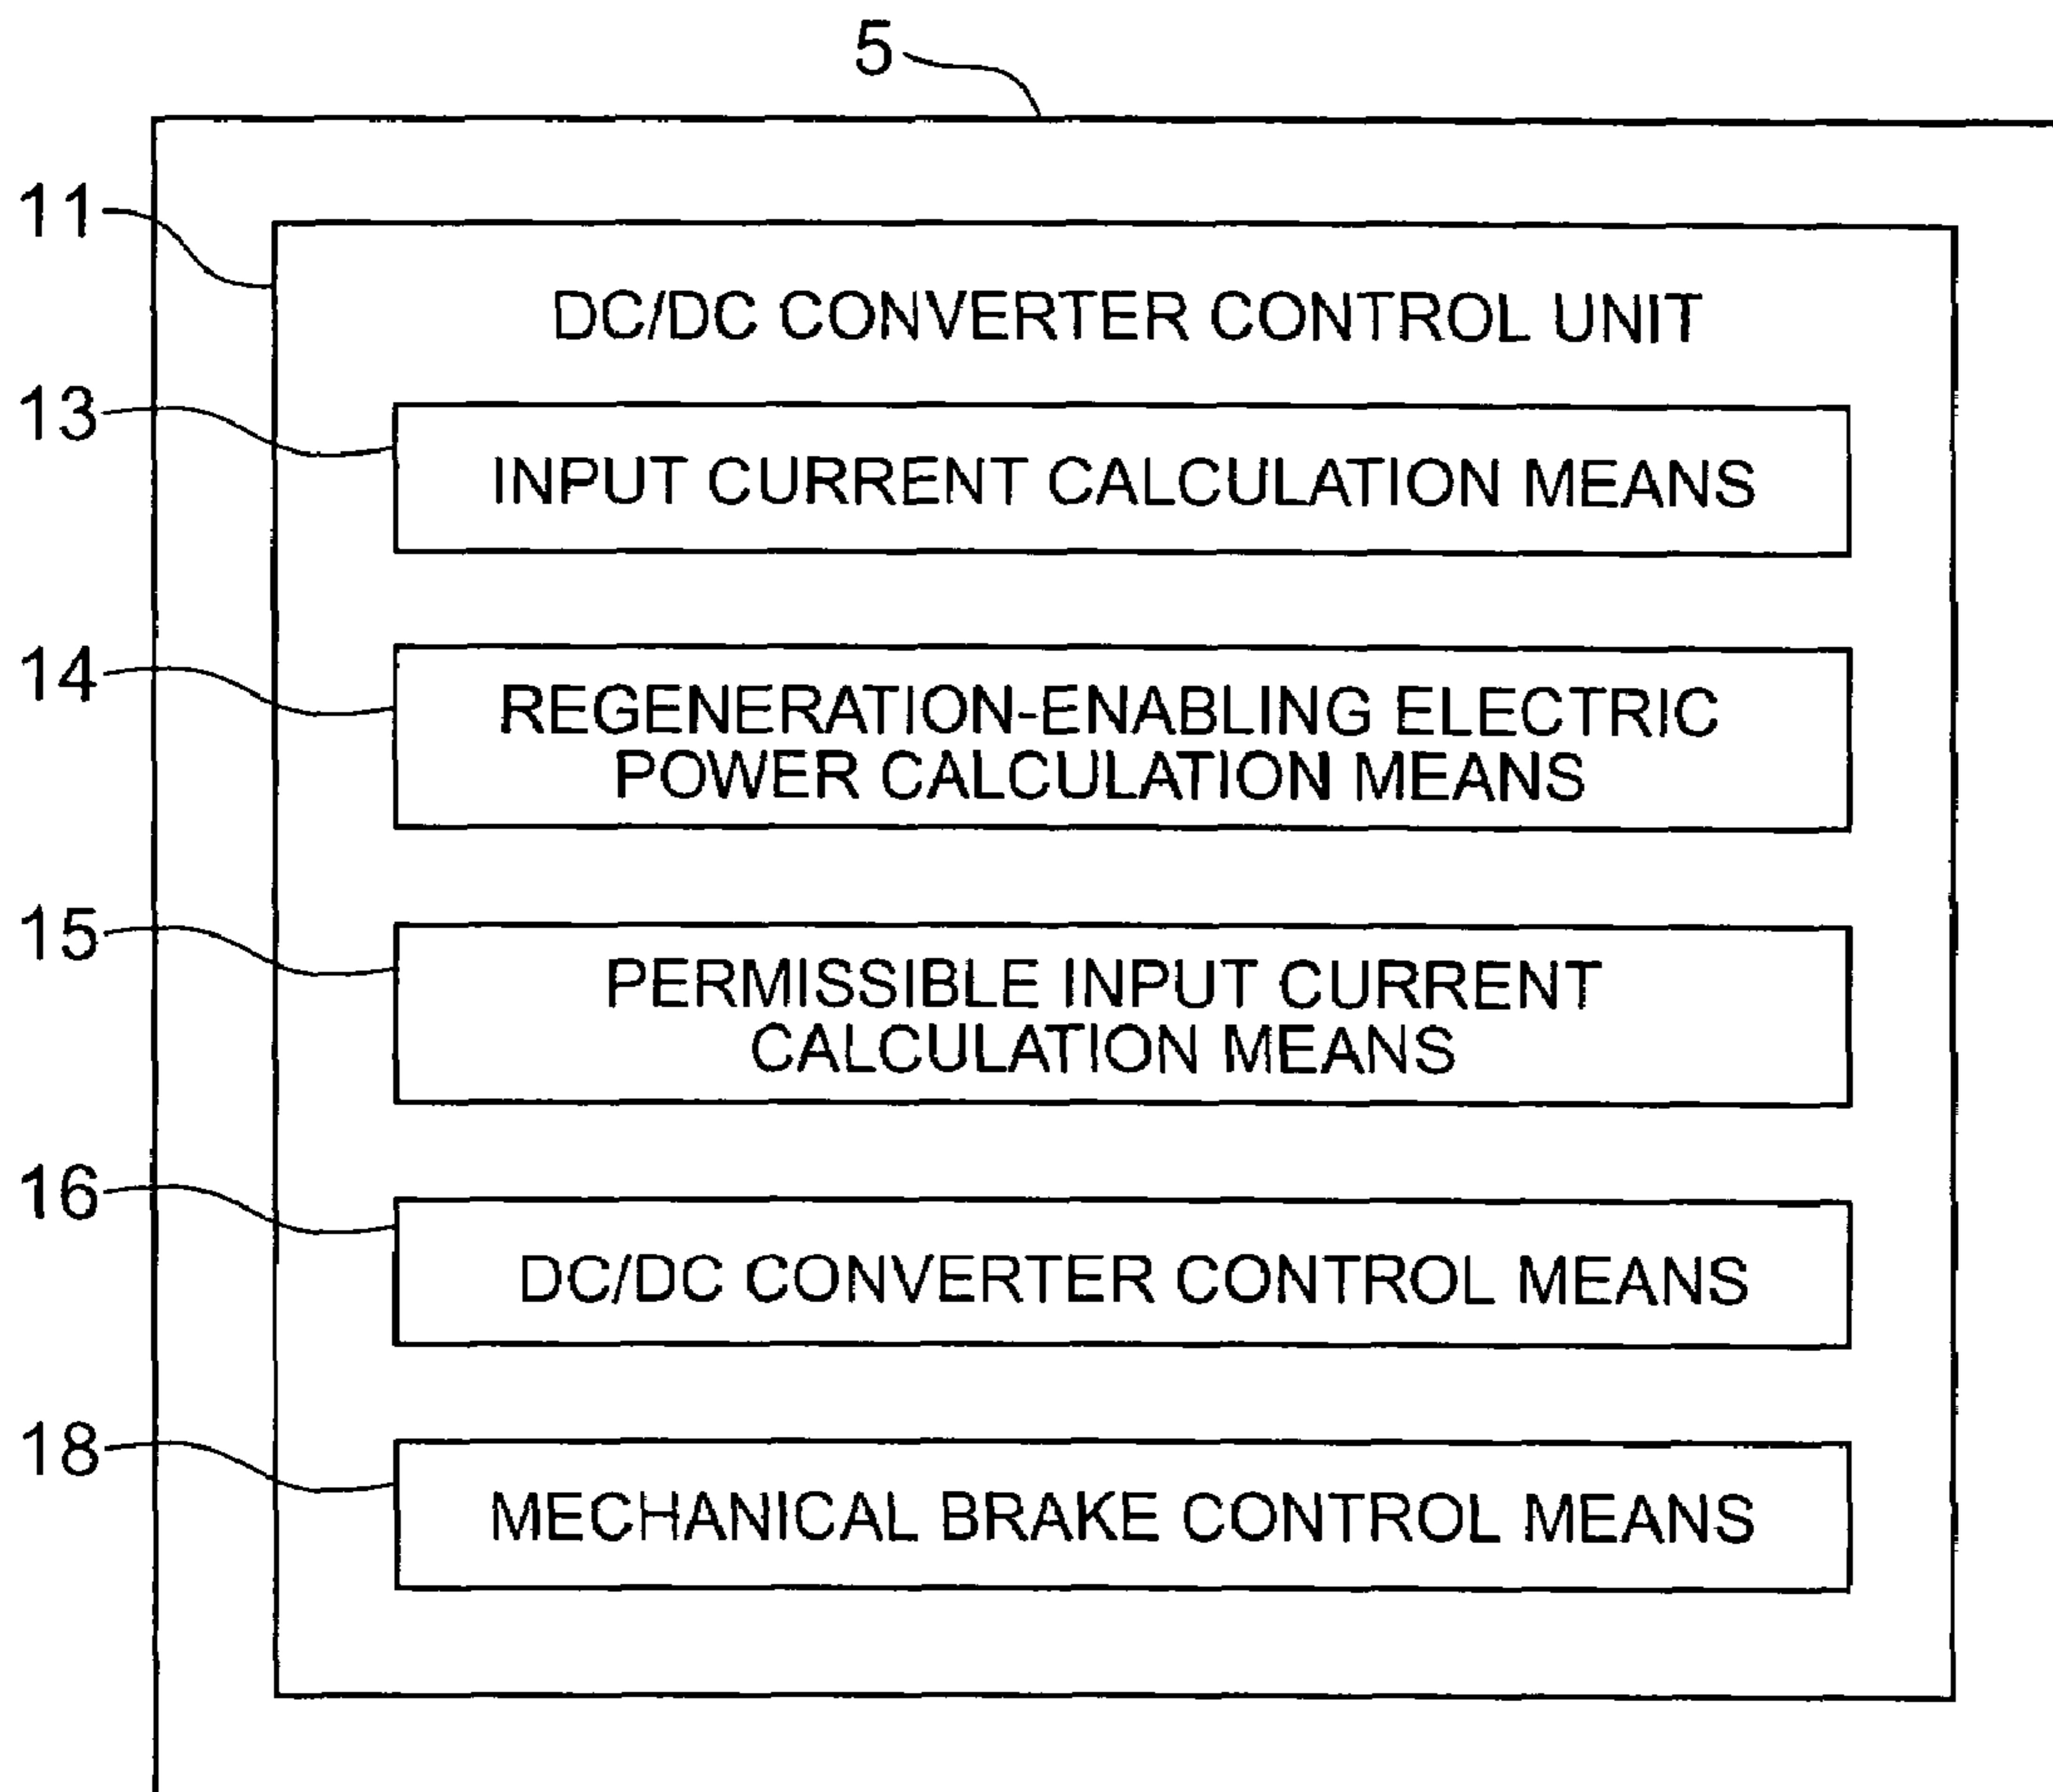 5
11
DC/DC CONVERTER CONTROL UNIT
13
INPUT CURRENT CALCULATION MEANS
14
REGENERATION-ENABLING ELECTRIC
POWER CALCULATION MEANS
15
PERMISSIBLE INPUT CURRENT
CALCULATION MEANS
16
DC/DC CONVERTER CONTROL MEANS
18
MECHANICAL BRAKE CONTROL MEANS